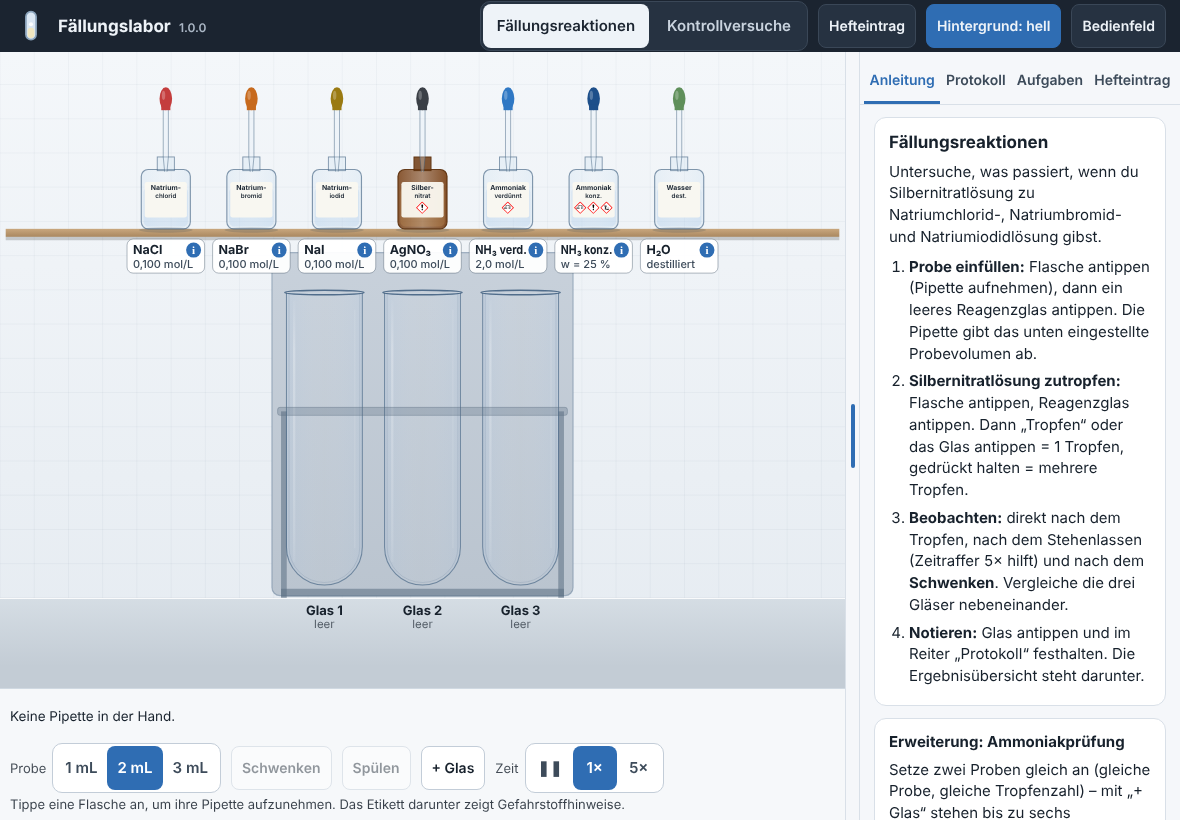 Fällungslabor 1.0.0
Fällungsreaktionen
Kontrollversuche
Hefteintrag
Hintergrund: hell
Bedienfeld
Natrium-
chlorid
Natrium-
bromid
Natrium-
iodid
Silber-
nitrat
Ammoniak
verdünnt
Ammoniak
konz.
Wasser
dest.
NaCl i
0,100 mol/L
NaBr i
0,100 mol/L
NaI i
0,100 mol/L
AgNO₃ i
0,100 mol/L
NH₃ verd. i
2,0 mol/L
NH₃ konz. i
w = 25 %
H₂O i
destilliert
Glas 1
leer
Glas 2
leer
Glas 3
leer
Keine Pipette in der Hand.
Probe 1 mL 2 mL 3 mL Schwenken Spülen + Glas Zeit 1× 5×
Tippe eine Flasche an, um ihre Pipette aufzunehmen. Das Etikett darunter zeigt Gefahrstoffhinweise.
Anleitung Protokoll Aufgaben Hefteintrag
Fällungsreaktionen
Untersuche, was passiert, wenn du
Silbernitratlösung zu
Natriumchlorid-, Natriumbromid-
und Natriumiodidlösung gibst.
1. Probe einfüllen: Flasche antippen
(Pipette aufnehmen), dann ein
leeres Reagenzglas antippen. Die
Pipette gibt das unten eingestellte
Probevolumen ab.
2. Silbernitratlösung zutropfen:
Flasche antippen, Reagenzglas
antippen. Dann „Tropfen“ oder
das Glas antippen = 1 Tropfen,
gedrückt halten = mehrere
Tropfen.
3. Beobachten: direkt nach dem
Tropfen, nach dem Stehenlassen
(Zeitraffer 5× hilft) und nach dem
Schwenken. Vergleiche die drei
Gläser nebeneinander.
4. Notieren: Glas antippen und im
Reiter „Protokoll“ festhalten. Die
Ergebnisübersicht steht darunter.
Erweiterung: Ammoniakprüfung
Setze zwei Proben gleich an (gleiche
Probe, gleiche Tropfenzahl) – mit „+
Glas“ stehen bis zu sechs